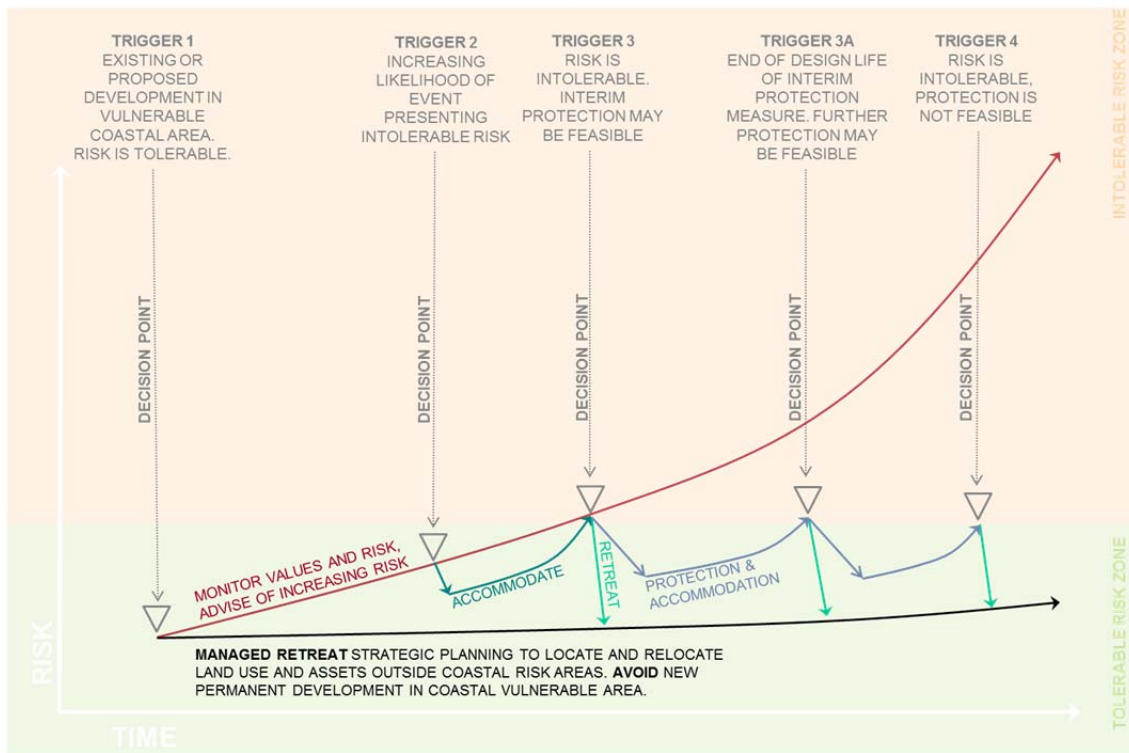 TRIGGER 1
EXISTING OR
PROPOSED
DEVELOPMENT IN
VULNERABLE
COASTAL AREA.
RISK IS TOLERABLE.
TRIGGER 2
INCREASING
LIKELIHOOD OF
EVENT
PRESENTING
INTOLERABLE RISK
TRIGGER 3
RISK IS
INTOLERABLE.
INTERIM
PROTECTION MAY
BE FEASIBLE
TRIGGER 3A
END OF DESIGN LIFE
OF INTERIM
PROTECTION
MEASURE. FURTHER
PROTECTION MAY
BE FEASIBLE
TRIGGER 4
RISK IS
INTOLERABLE,
PROTECTION IS
NOT FEASIBLE
INTOLERABLE RISK ZONE
DECISION POINT
DECISION POINT
DECISION POINT
DECISION POINT
DECISION POINT
MONITOR VALUES AND RISK,
ADVISE OF INCREASING RISK
ACCOMMODATE
RETREAT
PROTECTION &
ACCOMMODATION
TOLERABLE RISK ZONE
MANAGED RETREAT STRATEGIC PLANNING TO LOCATE AND RELOCATE
LAND USE AND ASSETS OUTSIDE COASTAL RISK AREAS. AVOID NEW
PERMANENT DEVELOPMENT IN COASTAL VULNERABLE AREA.
RISK
TIME